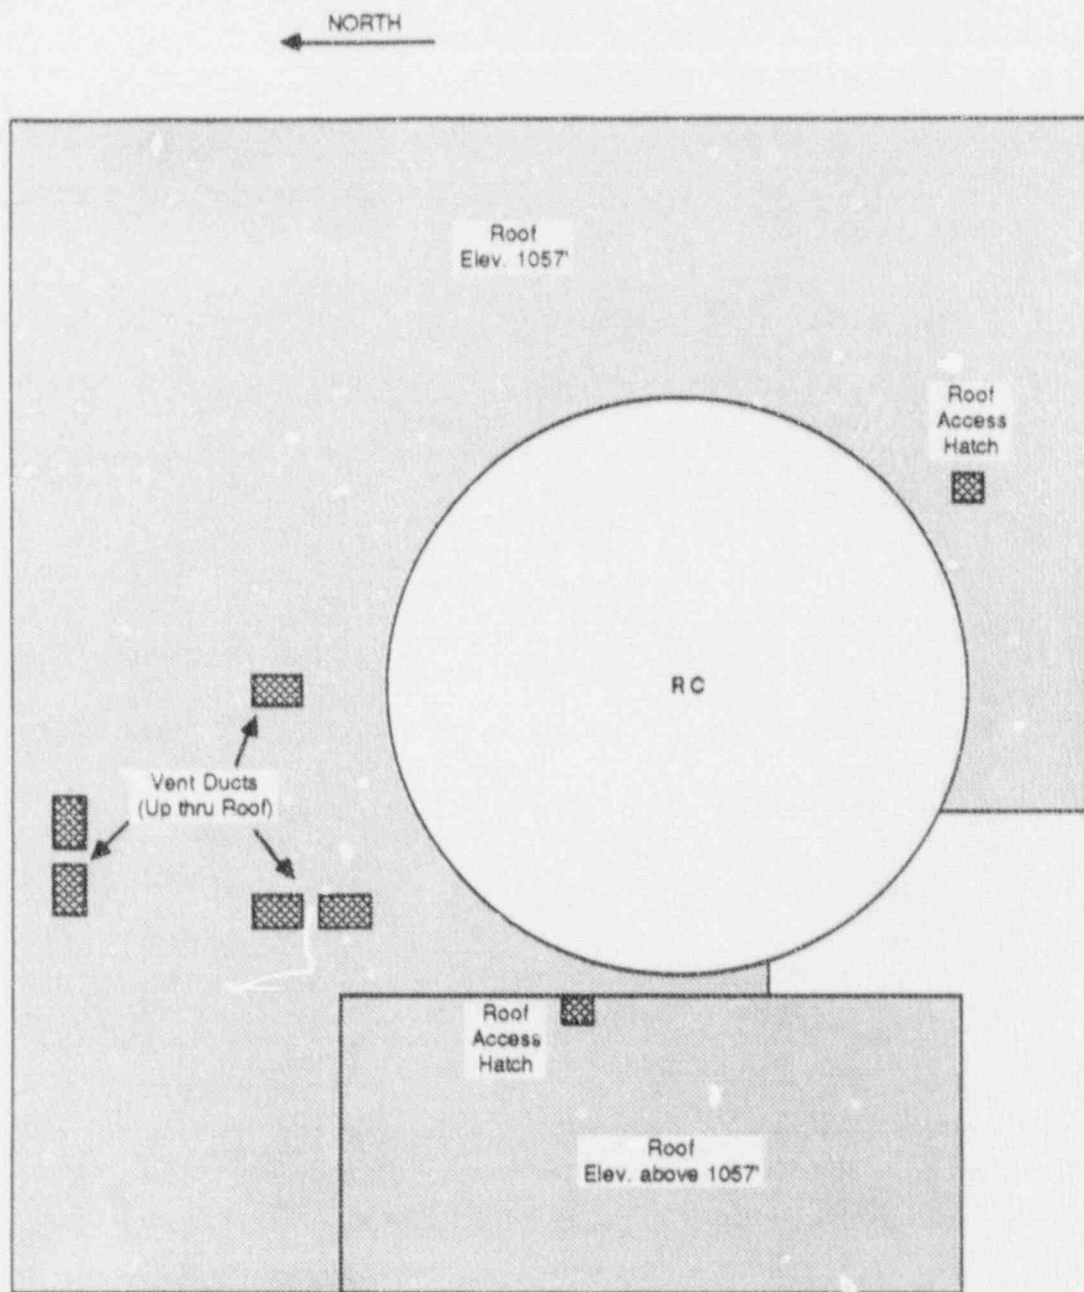 NORTH
Roof
Elev. 1057'
Roof
Access
Hatch
RC
Vent Ducts
(Up thru Roof)
Roof
Access
Hatch
Roof
Elev. above 1057'